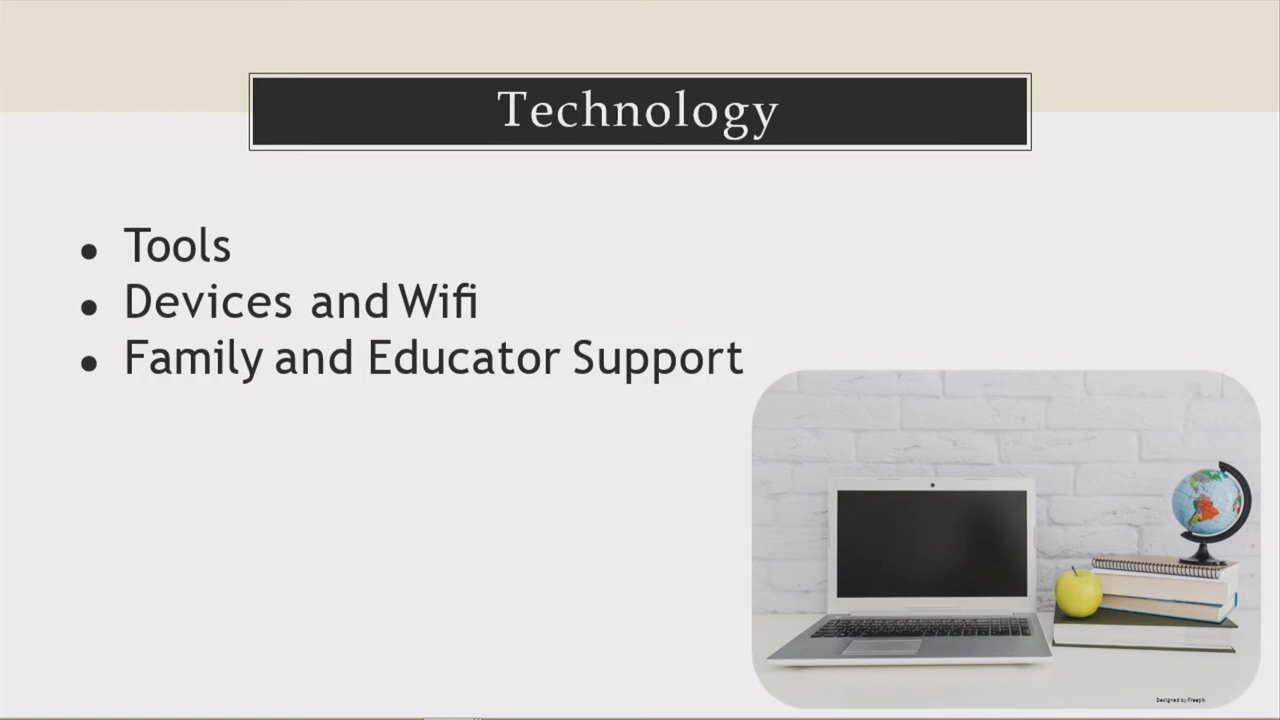 Technology
• Tools
• Devices and Wifi
• Family and Educator Support
Designed by Freepik